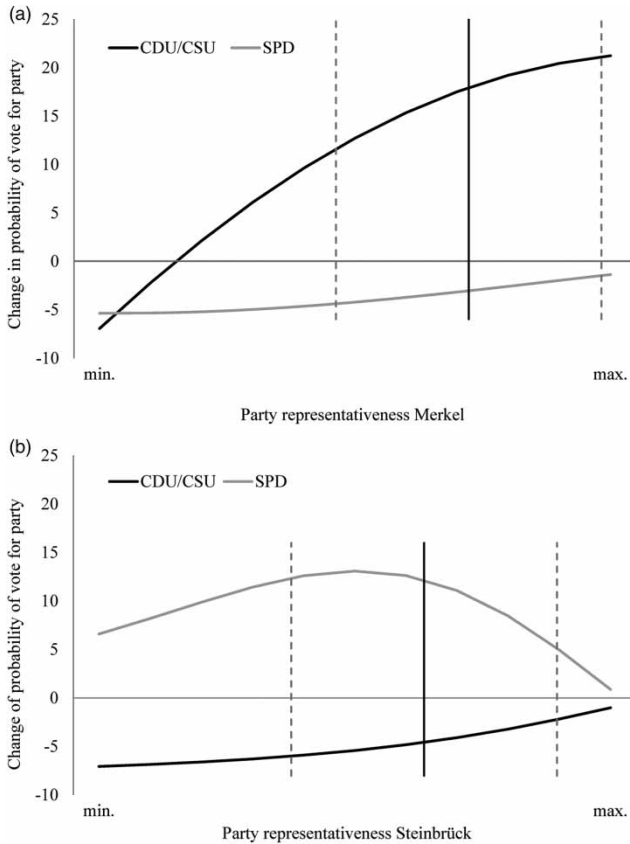 (a)
25
CDU/CSU SPD
20
15
10
5
0
-5
-10
Change in probability of vote for party
min. max.
Party representativeness Merkel
(b)
25
CDU/CSU SPD
20
15
10
5
0
-5
-10
Change of probability of vote for party
min. max.
Party representativeness Steinbrück